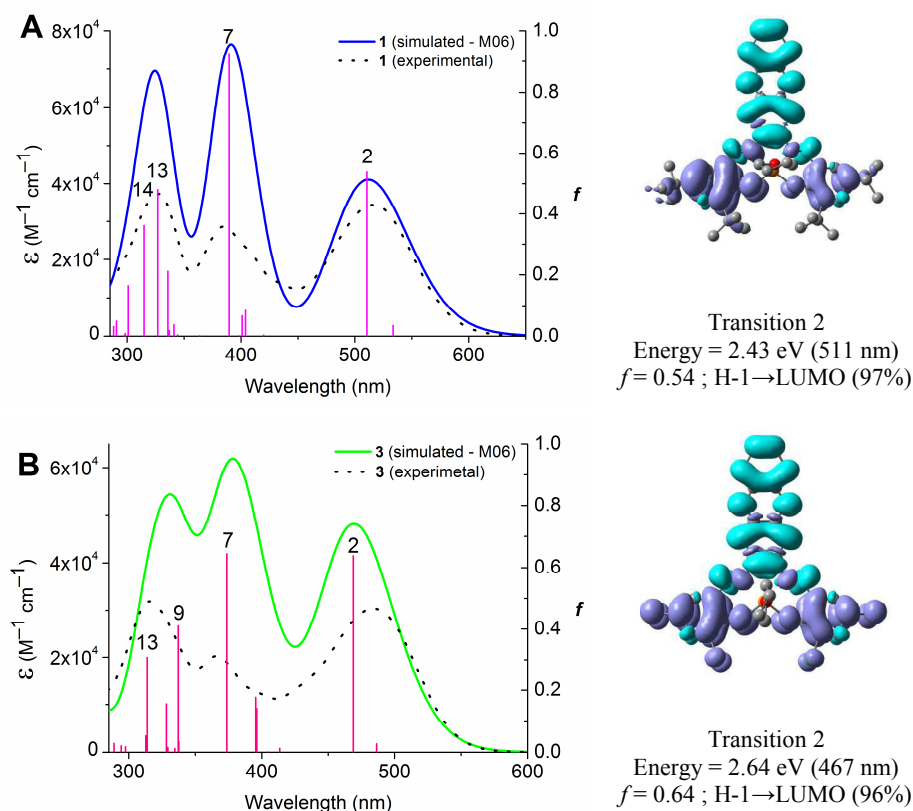 A
8x10⁴
6x10⁴
4x10⁴
2x10⁴
0
ε (M⁻¹ cm⁻¹)
1 (simulated - M06)
1 (experimental)
7
13
14
2
1.0
0.8
0.6
0.4
0.2
0.0
f
300 400 500 600
Wavelength (nm)
Transition 2
Energy = 2.43 eV (511 nm)
f = 0.54 ; H-1→LUMO (97%)
B
6x10⁴
4x10⁴
2x10⁴
0
ε (M⁻¹ cm⁻¹)
3 (simulated - M06)
3 (experimetal)
7
2
9
13
1.0
0.8
0.6
0.4
0.2
0.0
f
300 400 500 600
Wavelength (nm)
Transition 2
Energy = 2.64 eV (467 nm)
f = 0.64 ; H-1→LUMO (96%)